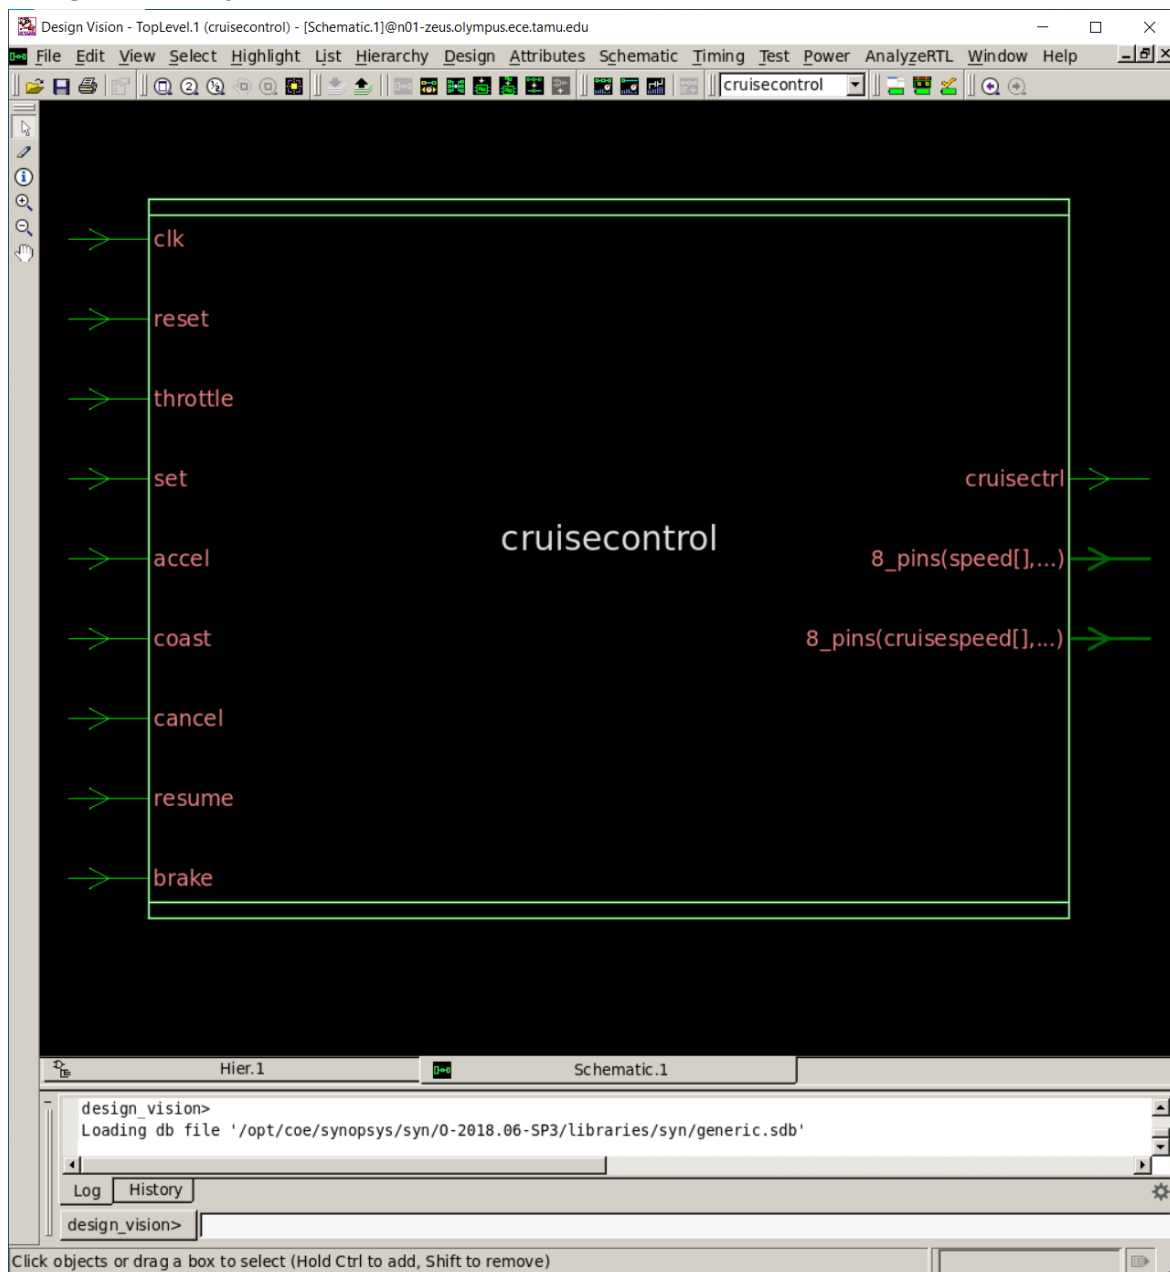 Design Vision - TopLevel.1 (cruisecontrol) - [Schematic.1]@n01-zeus.olympus.ece.tamu.edu
File Edit View Select Highlight List Hierarchy Design Attributes Schematic Timing Test Power AnalyzeRTL Window Help
cruisecontrol
clk
reset
throttle
set
cruisectrl
cruisecontrol
accel
8_pins(speed[],...)
coast
8_pins(cruisespeed[],...)
cancel
resume
brake
Hier.1 Schematic.1
design_vision>
Loading db file '/opt/coe/synopsys/syn/O-2018.06-SP3/libraries/syn/generic.sdb'
Log History
design_vision>
Click objects or drag a box to select (Hold Ctrl to add, Shift to remove)